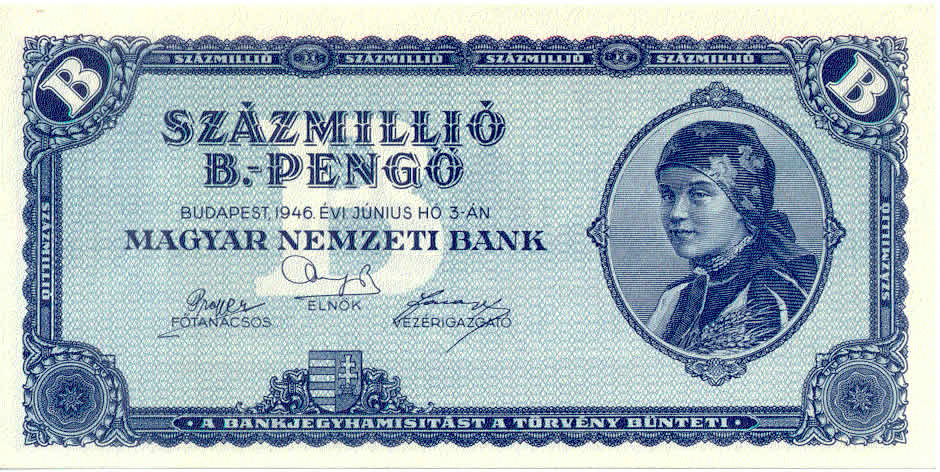 SZÁZMILLIÓ SZÁZMILLIÓ SZÁZMILLIÓ SZÁZMILLIÓ
B B
SZÁZMILLIÓ
B.-PENGŐ
BUDAPEST, 1946. ÉVI JÚNIUS HÓ 3-ÁN
MAGYAR NEMZETI BANK
B
ELNÖK
FŐTANÁCSOS VEZÉRIGAZGATÓ
SZÁZMILLIÓ SZÁZMILLIÓ
A BANKJEGYHAMISÍTÁST A TÖRVÉNY BÜNTETI